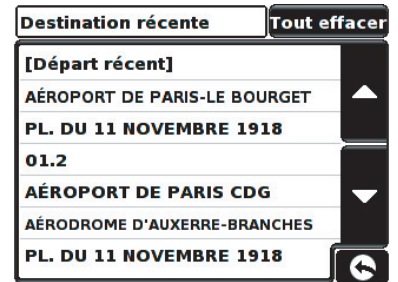 Destination récente
Tout effacer
[Départ récent]
AÉROPORT DE PARIS-LE BOURGET
PL. DU 11 NOVEMBRE 1918
01.2
AÉROPORT DE PARIS CDG
AÉRODROME D'AUXERRE-BRANCHES
PL. DU 11 NOVEMBRE 1918